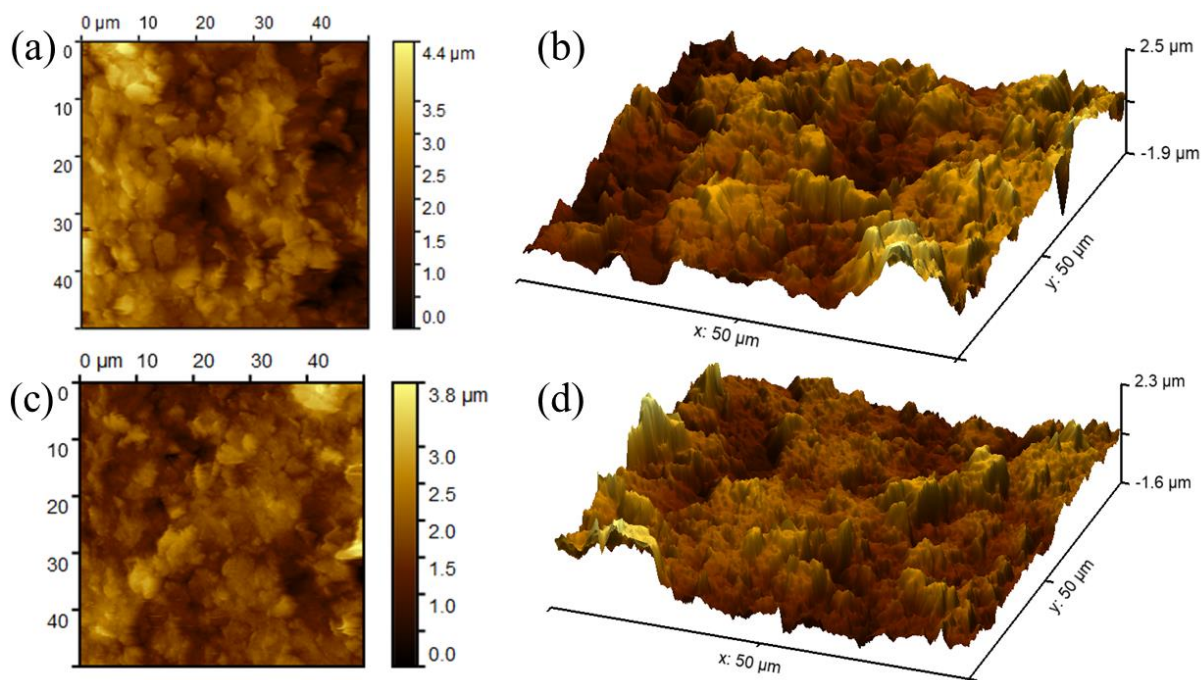 (a)
0 µm 10 20 30 40
0
10
20
30
40
4.4 µm
3.5
3.0
2.5
2.0
1.5
1.0
0.0
(b)
2.5 µm
-1.9 µm
y: 50 µm
x: 50 µm
(c)
0 µm 10 20 30 40
0
10
20
30
40
3.8 µm
3.0
2.5
2.0
1.5
1.0
0.0
(d)
2.3 µm
-1.6 µm
y: 50 µm
x: 50 µm